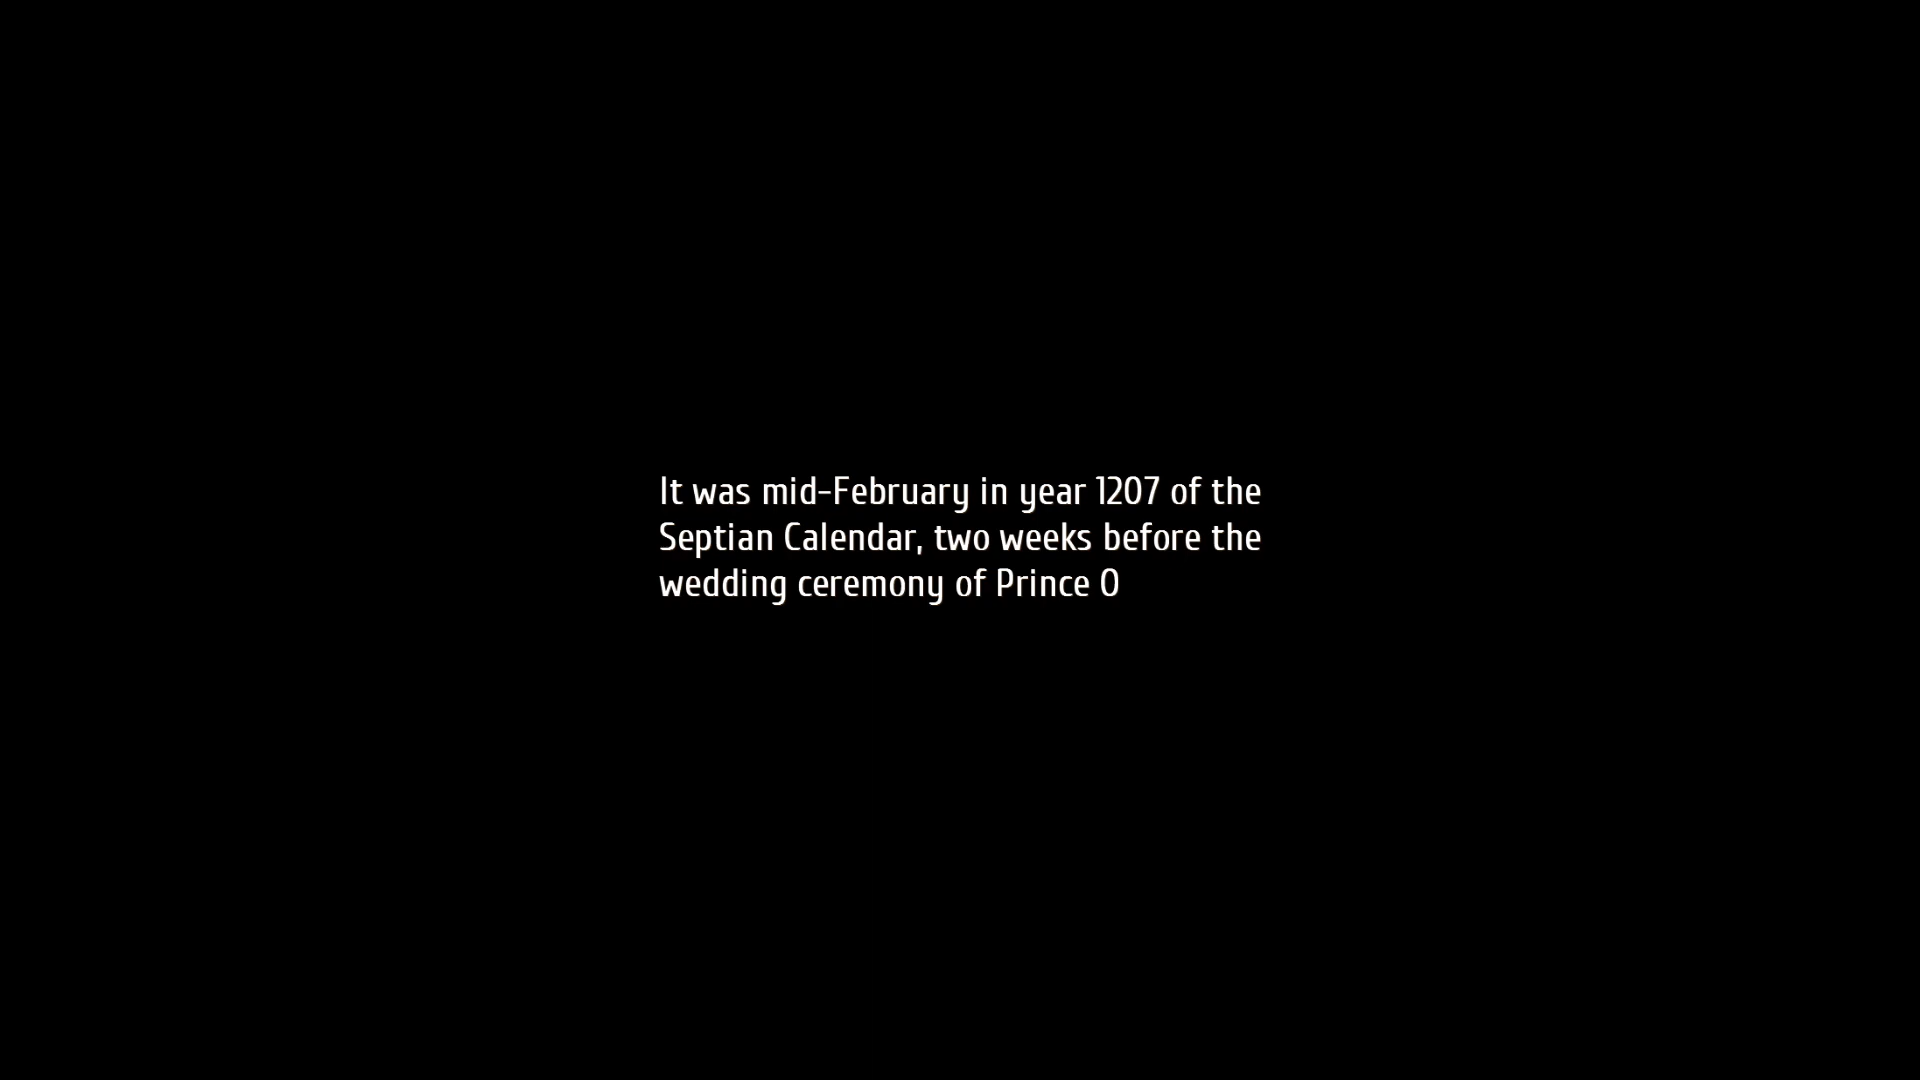 It was mid-February in year 1207 of the
Septian Calendar, two weeks before the
wedding ceremony of Prince O